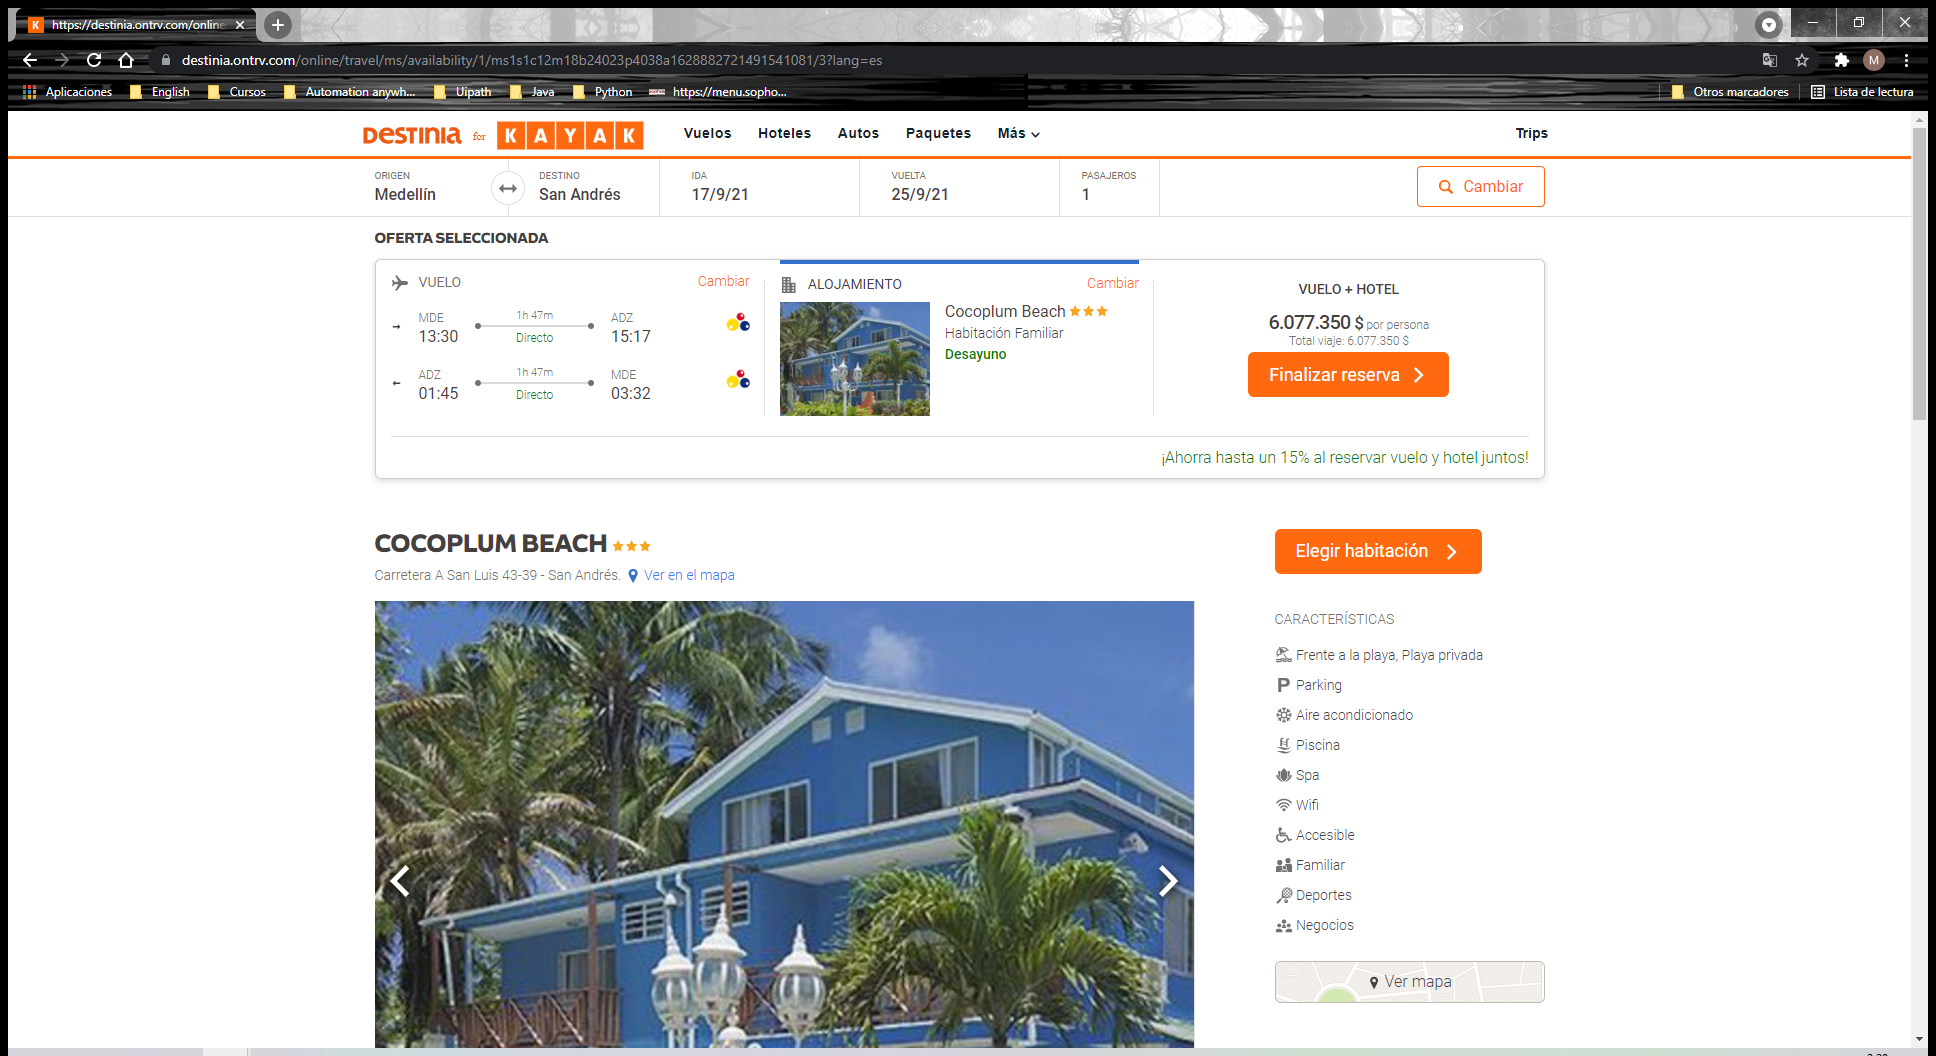 https://destinia.ontrv.com/online
destinia.ontrv.com/online/travel/ms/availability/1/ms1s1c12m18b24023p4038a1628882721491541081/3?lang=es
M
Aplicaciones English Cursos Automation anywh... Uipath Java Python https://menu.sopho... Otros marcadores Lista de lectura
DESTINIA for KAYAK Vuelos Hoteles Autos Paquetes Más Trips
ORIGEN DESTINO IDA VUELTA PASAJEROS
Medellín San Andrés 17/9/21 25/9/21 1 Cambiar
OFERTA SELECCIONADA
VUELO Cambiar
MDE 1h 47m ADZ
13:30 Directo 15:17
ADZ 1h 47m MDE
01:45 Directo 03:32
ALOJAMIENTO Cambiar
Cocoplum Beach
Habitación Familiar
Desayuno
VUELO + HOTEL
6.077.350 $ por persona
Total viaje: 6.077.350 $
Finalizar reserva
¡Ahorra hasta un 15% al reservar vuelo y hotel juntos!
COCOPLUM BEACH
Carretera A San Luis 43-39 - San Andrés. Ver en el mapa
Elegir habitación
CARACTERÍSTICAS
Frente a la playa, Playa privada
P Parking
Aire acondicionado
Piscina
Spa
Wifi
Accesible
Familiar
Deportes
Negocios
Ver mapa